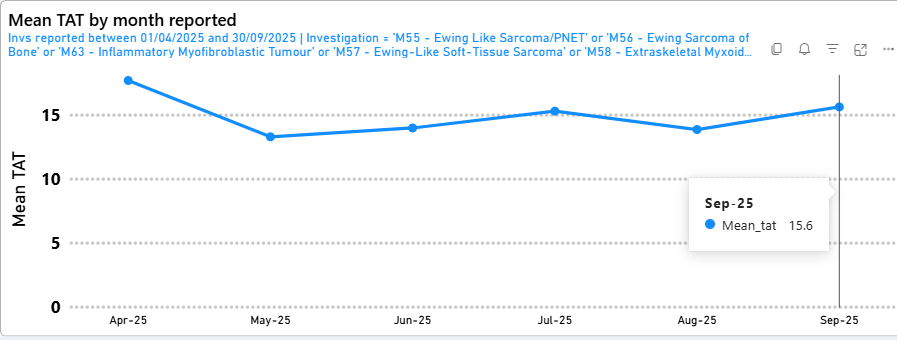 Mean TAT by month reported
Invs reported between 01/04/2025 and 30/09/2025 | Investigation = 'M55 - Ewing Like Sarcoma/PNET' or 'M56 - Ewing Sarcoma of
Bone' or 'M63 - Inflammatory Myofibroblastic Tumour' or 'M57 - Ewing-Like Soft-Tissue Sarcoma' or 'M58 - Extraskeletal Myxoid...
Mean TAT
15
10
5
0
Sep-25
Mean_tat 15.6
Apr-25 May-25 Jun-25 Jul-25 Aug-25 Sep-25